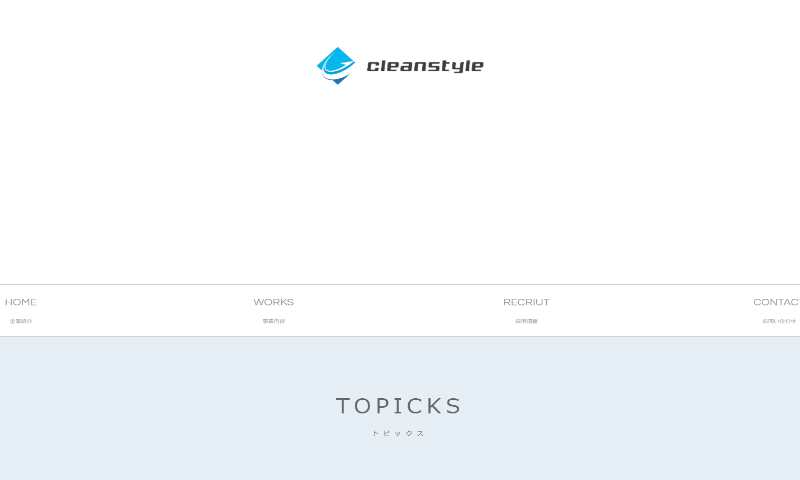 cleanstyle
HOME
WORKS
RECRIUT
CONTACT
企業紹介
事業内容
採用情報
お問い合わせ
TOPICKS
トピックス